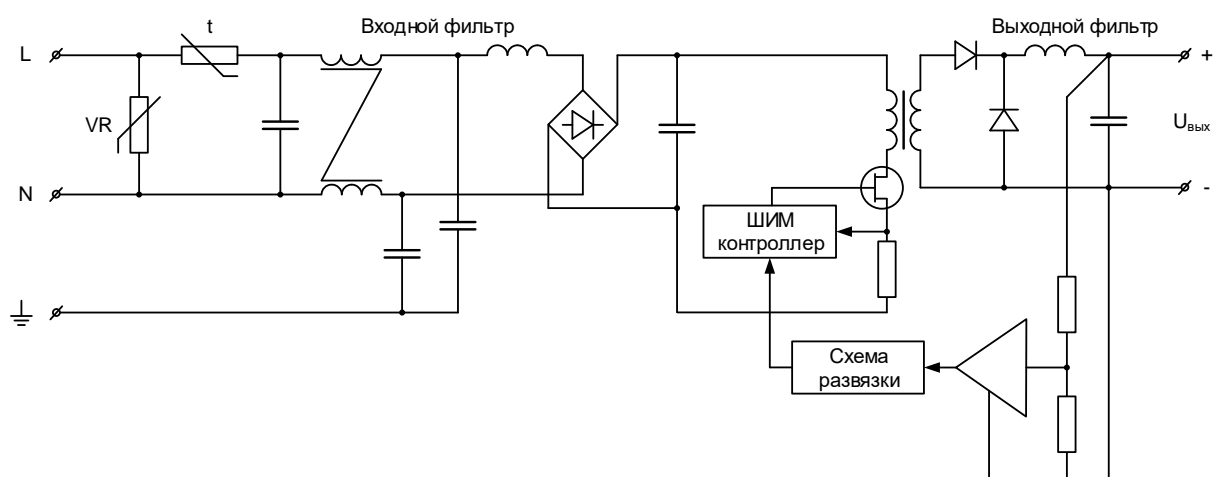 t
Входной фильтр
Выходной фильтр
L
+
VR
Uвых
N
-
ШИМ
контроллер
Схема
развязки